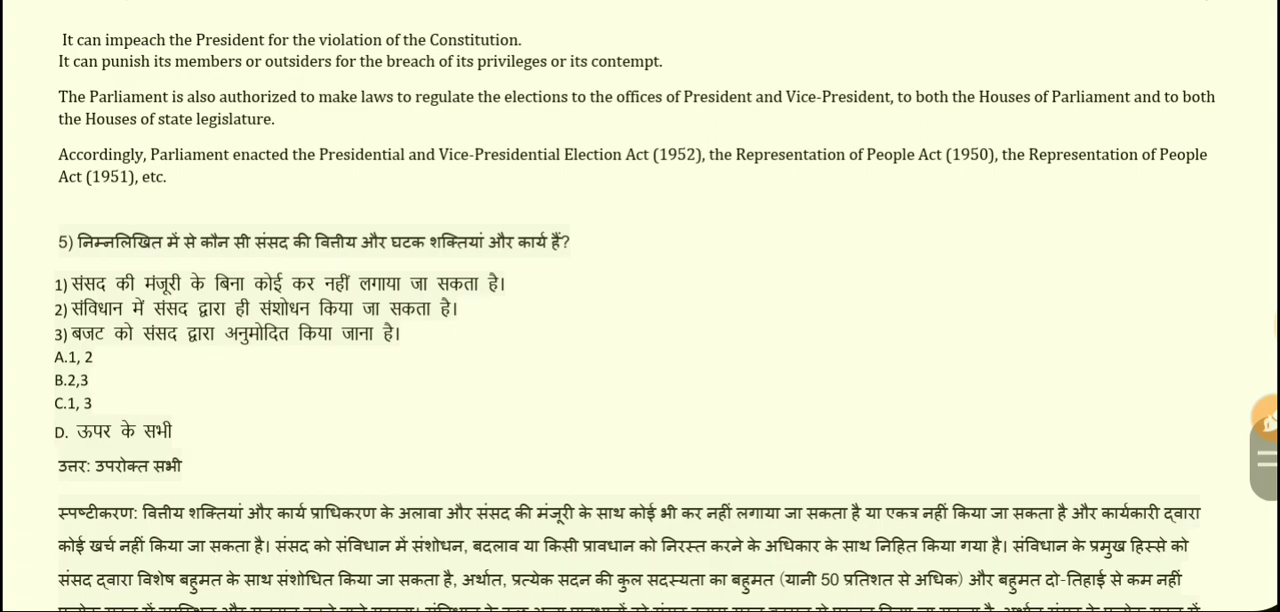 It can impeach the President for the violation of the Constitution.
It can punish its members or outsiders for the breach of its privileges or its contempt.
The Parliament is also authorized to make laws to regulate the elections to the offices of President and Vice-President, to both the Houses of Parliament and to both
the Houses of state legislature.
Accordingly, Parliament enacted the Presidential and Vice-Presidential Election Act (1952), the Representation of People Act (1950), the Representation of People
Act (1951), etc.
5) निम्नलिखित में से कौन सी संसद की वित्तीय और घटक शक्तियां और कार्य हैं?
1) संसद की मंजूरी के बिना कोई कर नहीं लगाया जा सकता है।
2) संविधान में संसद द्वारा ही संशोधन किया जा सकता है।
3) बजट को संसद द्वारा अनुमोदित किया जाना है।
A.1, 2
B.2,3
C.1, 3
D. ऊपर के सभी
उत्तर: उपरोक्त सभी
स्पष्टीकरण: वित्तीय शक्तियां और कार्य प्राधिकरण के अलावा और संसद की मंजूरी के साथ कोई भी कर नहीं लगाया जा सकता है या एकत्र नहीं किया जा सकता है और कार्यकारी द्वारा
कोई खर्च नहीं किया जा सकता है। संसद को संविधान में संशोधन, बदलाव या किसी प्रावधान को निरस्त करने के अधिकार के साथ निहित किया गया है। संविधान के प्रमुख हिस्से को
संसद द्वारा विशेष बहुमत के साथ संशोधित किया जा सकता है, अर्थात, प्रत्येक सदन की कुल सदस्यता का बहुमत (यानी 50 प्रतिशत से अधिक) और बहुमत दो-तिहाई से कम नहीं